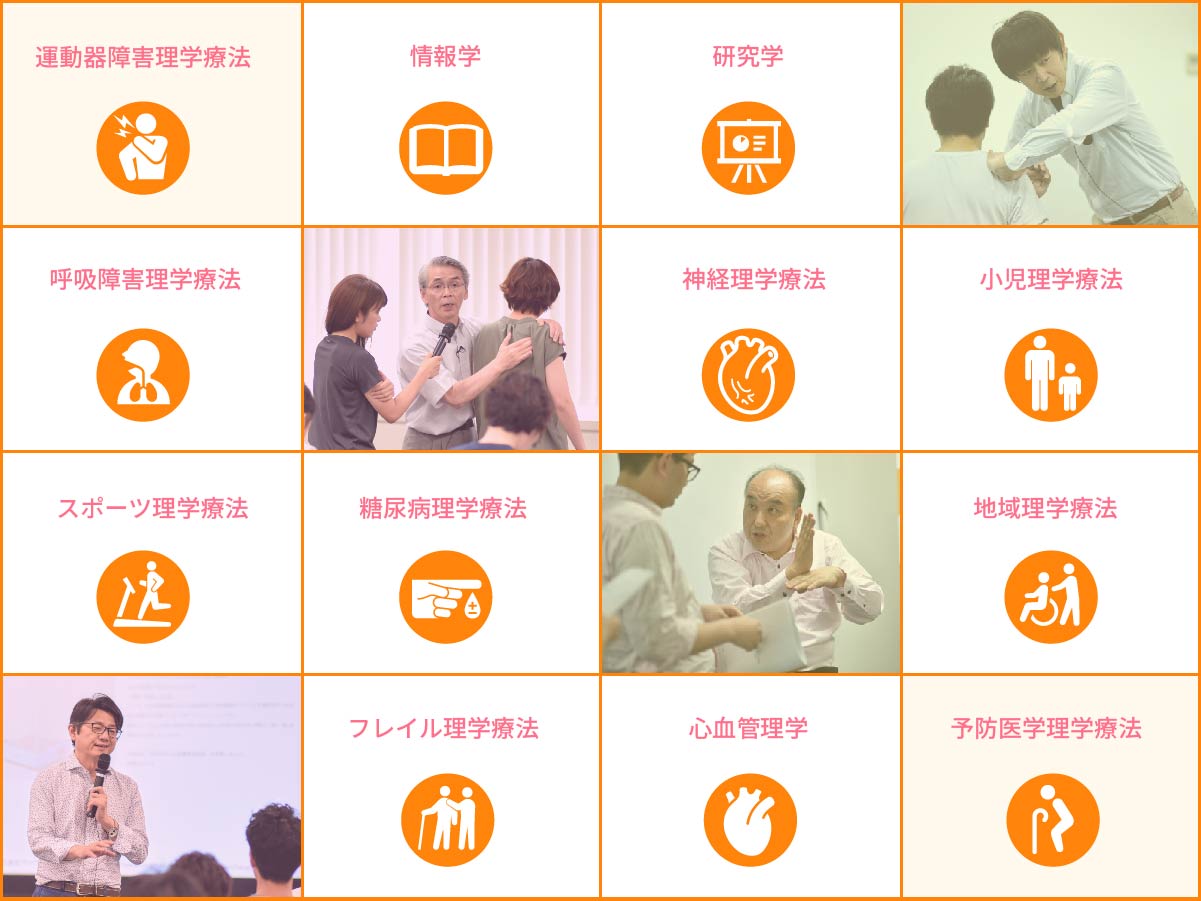 運動器障害理学療法
情報学
研究学
呼吸障害理学療法
神経理学療法
小児理学療法
スポーツ理学療法
糖尿病理学療法
地域理学療法
フレイル理学療法
心血管理学
予防医学理学療法